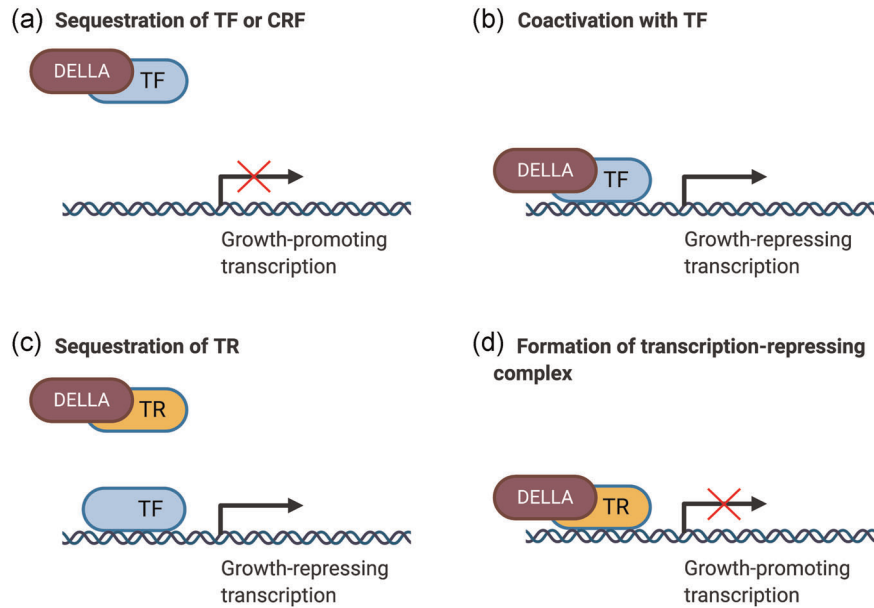 (a) Sequestration of TF or CRF
DELLA TF
Growth-promoting
transcription
(b) Coactivation with TF
DELLA TF
Growth-repressing
transcription
(c) Sequestration of TR
DELLA TR
TF
Growth-repressing
transcription
(d) Formation of transcription-repressing
complex
DELLA TR
Growth-promoting
transcription